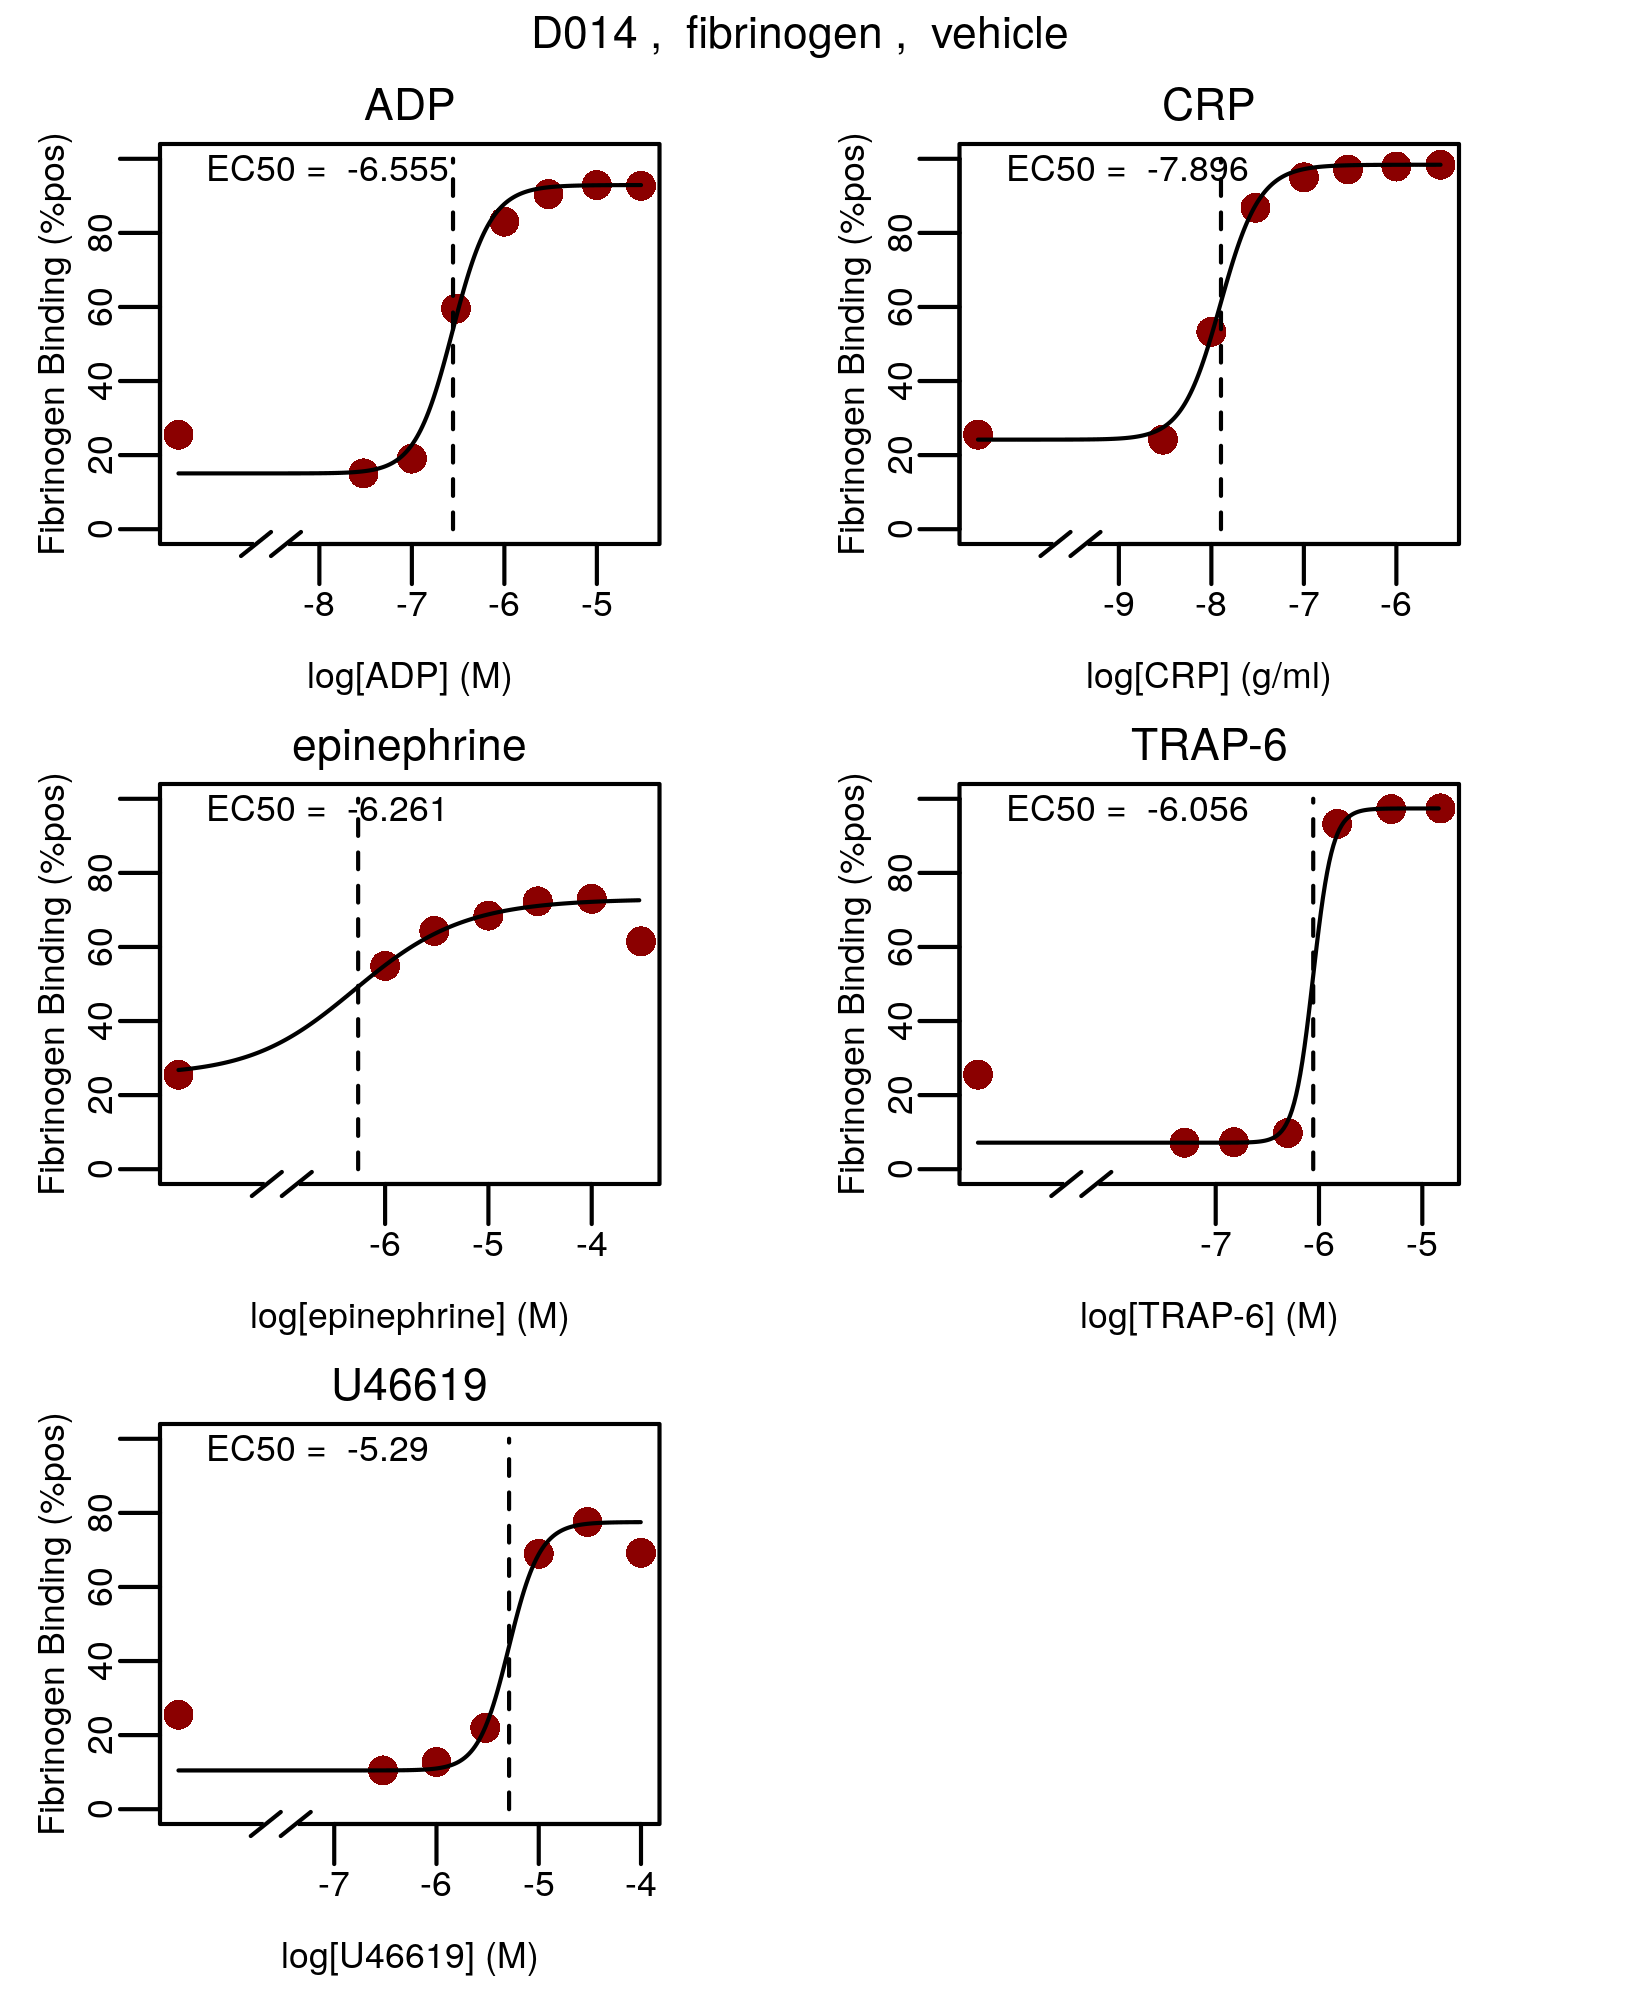 D014 ,  fibrinogen ,  vehicle
ADP
EC50 =  -6.555
Fibrinogen Binding (%pos)
80
60
40
20
0
-8 -7 -6 -5
log[ADP] (M)
CRP
EC50 =  -7.896
Fibrinogen Binding (%pos)
80
60
40
20
0
-9 -8 -7 -6
log[CRP] (g/ml)
epinephrine
EC50 =  -6.261
Fibrinogen Binding (%pos)
80
60
40
20
0
-6 -5 -4
log[epinephrine] (M)
TRAP-6
EC50 =  -6.056
Fibrinogen Binding (%pos)
80
60
40
20
0
-7 -6 -5
log[TRAP-6] (M)
U46619
EC50 =  -5.29
Fibrinogen Binding (%pos)
80
60
40
20
0
-7 -6 -5 -4
log[U46619] (M)